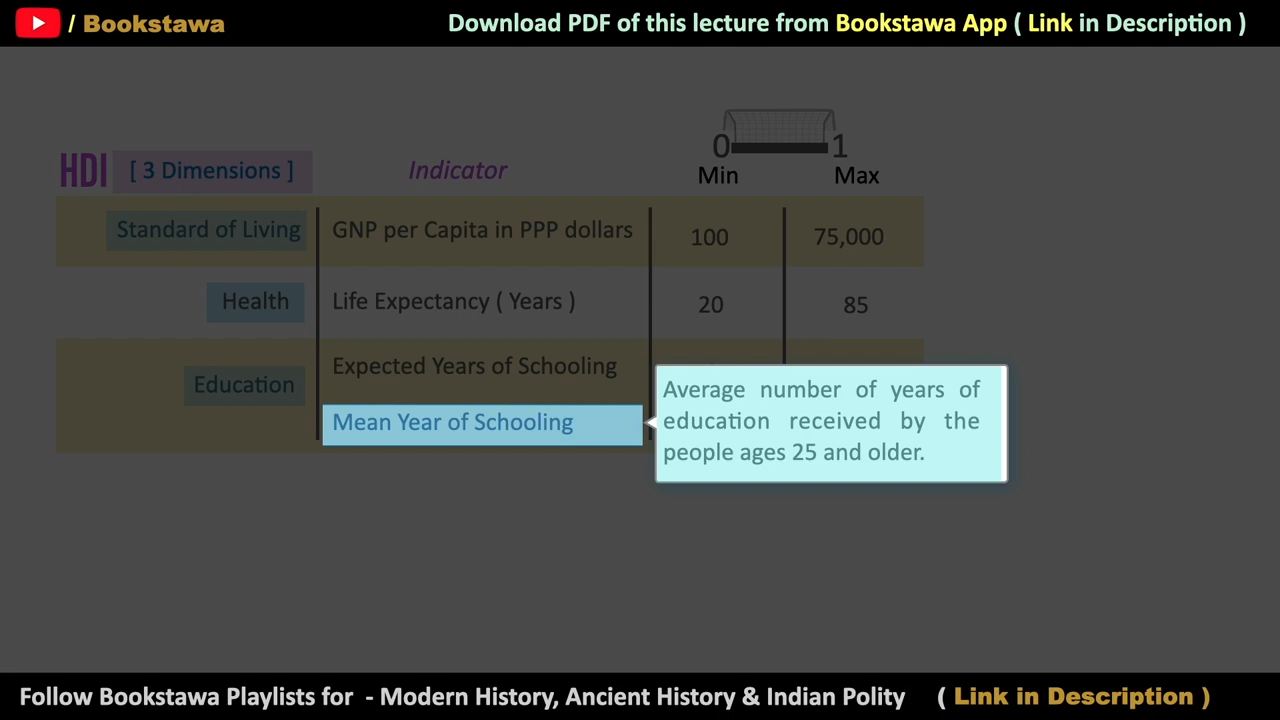 / Bookstawa
Download PDF of this lecture from Bookstawa App ( Link in Description )
0 1
HDI [ 3 Dimensions ] Indicator Min Max
Standard of Living GNP per Capita in PPP dollars 100 75,000
Health Life Expectancy ( Years ) 20 85
Education
Expected Years of Schooling
Mean Year of Schooling
Average number of years of
education received by the
people ages 25 and older.
Follow Bookstawa Playlists for - Modern History, Ancient History & Indian Polity ( Link in Description )